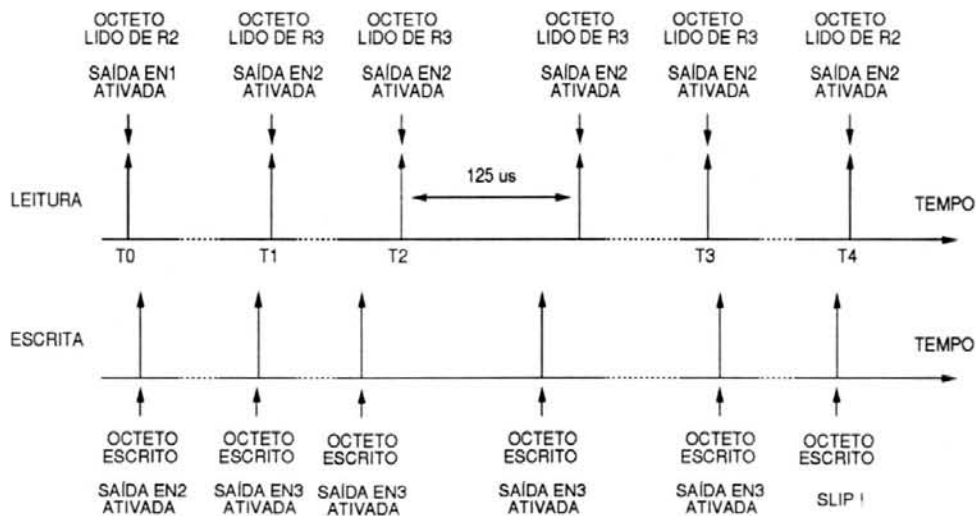 OCTETO
LIDO DE R2
OCTETO
LIDO DE R3
OCTETO
LIDO DE R3
OCTETO
LIDO DE R3
OCTETO
LIDO DE R3
OCTETO
LIDO DE R2
SAÍDA EN1
ATIVADA
SAÍDA EN2
ATIVADA
SAÍDA EN2
ATIVADA
SAÍDA EN2
ATIVADA
SAÍDA EN2
ATIVADA
SAÍDA EN2
ATIVADA
125 us
LEITURA
TEMPO
T0
T1
T2
T3
T4
ESCRITA
TEMPO
OCTETO
ESCRITO
OCTETO
ESCRITO
OCTETO
ESCRITO
OCTETO
ESCRITO
OCTETO
ESCRITO
OCTETO
ESCRITO
SAÍDA EN2
ATIVADA
SAÍDA EN3
ATIVADA
SAÍDA EN3
ATIVADA
SAÍDA EN3
ATIVADA
SAÍDA EN3
ATIVADA
SLIP !